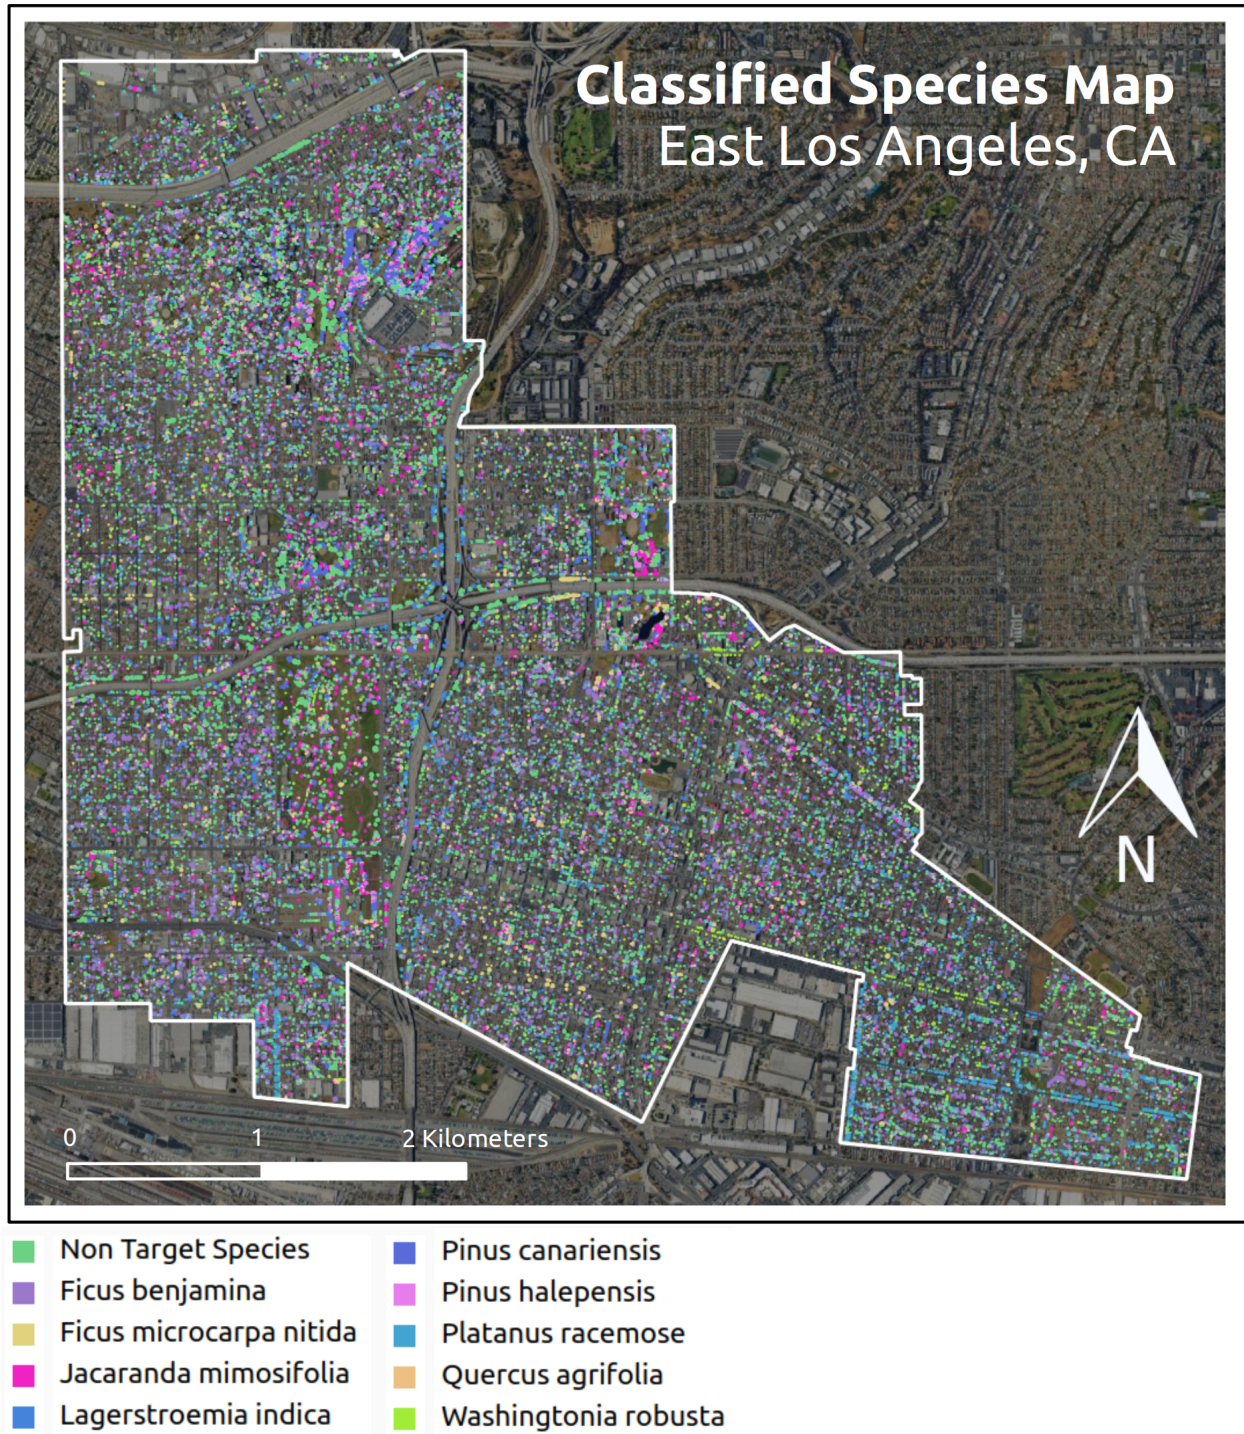 Classified Species Map
East Los Angeles, CA
N
0 1 2 Kilometers
Non Target Species
Ficus benjamina
Ficus microcarpa nitida
Jacaranda mimosifolia
Lagerstroemia indica
Pinus canariensis
Pinus halepensis
Platanus racemose
Quercus agrifolia
Washingtonia robusta